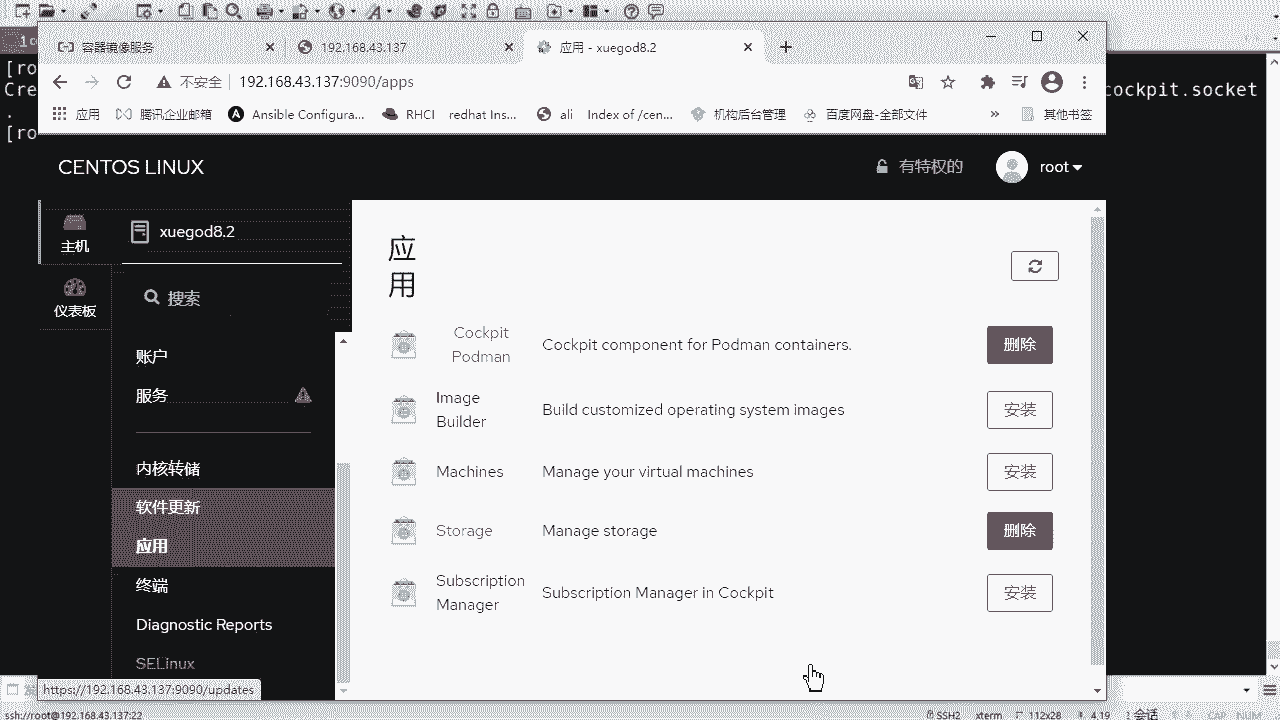 容器镜像服务
192.168.43.137
应用 - xuegod8.2
不安全 192.168.43.137:9090/apps
应用 腾讯企业邮箱 Ansible Configura... RHCI redhat Ins... ali Index of /cen... 机构后台管理 百度网盘-全部文件 » 其他书签
[ro
Cre
cockpit.socket
.
[ro
CENTOS LINUX
有特权的 root
主机
仪表板
xuegod8.2
搜索
账户
服务
内核转储
软件更新
应用
终端
Diagnostic Reports
SELinux
应用
Cockpit Podman Cockpit component for Podman containers. 删除
Image Builder Build customized operating system images 安装
Machines Manage your virtual machines 安装
Storage Manage storage 删除
Subscription Manager Subscription Manager in Cockpit 安装
https://192.168.43.137:9090/updates
ssh://root@192.168.43.137:22 SSH2 xterm 112x28 4,19 1 会话 NUM